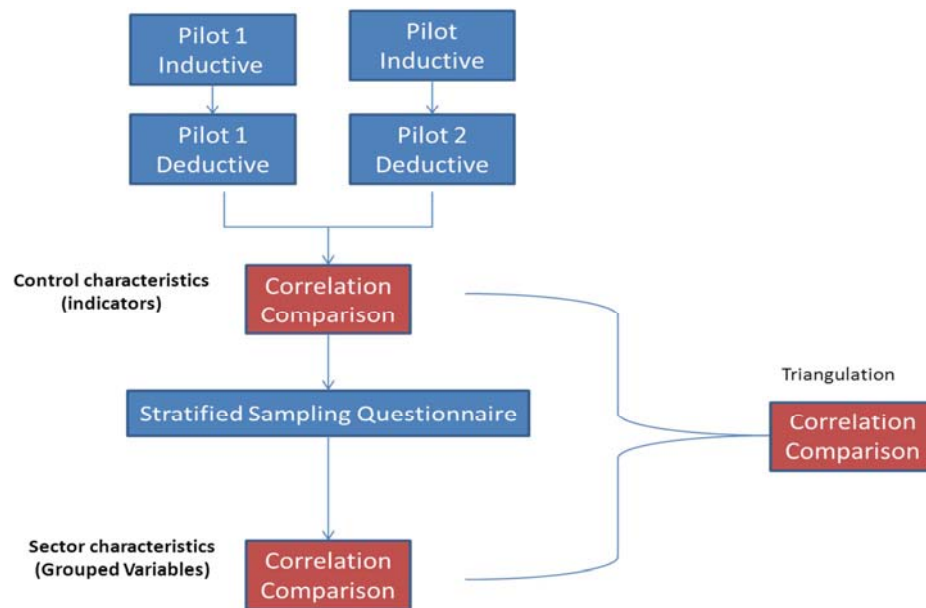 Pilot 1
Inductive
Pilot
Inductive
Pilot 1
Deductive
Pilot 2
Deductive
Control characteristics
(indicators)
Correlation
Comparison
Stratified Sampling Questionnaire
Triangulation
Correlation
Comparison
Sector characteristics
(Grouped Variables)
Correlation
Comparison